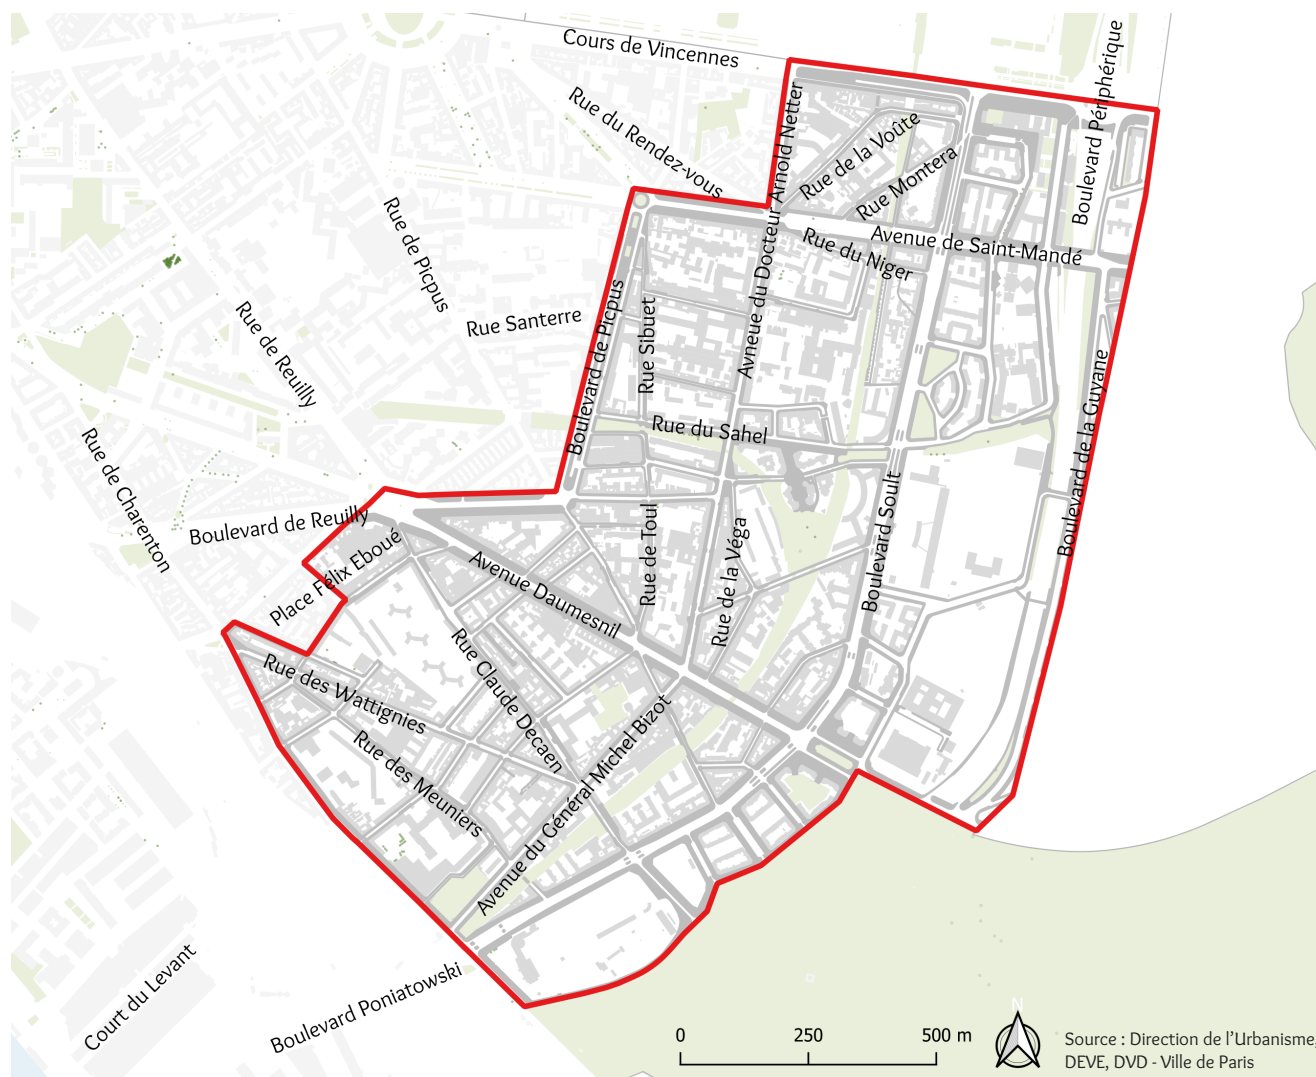 Cours de Vincennes
Boulevard Périphérique
Rue du Rendez-vous
Avneue du Docteur Arnold Netter
Rue de la Voûte
Rue Montera
Rue de Picpus
Avenue de Saint-Mandé
Rue du Niger
Rue Santerre
Boulevard de Picpus
Rue Sibuet
Rue de Reuilly
Boulevard de la Guyane
Rue du Sahel
Rue de Charenton
Boulevard de Reuilly
Boulevard Soult
Rue de Toul
Rue de la Véga
Place Félix Eboué
Avenue Daumesnil
Rue Claude Decaen
Rue des Wattignies
Avenue du Général Michel Bizot
Rue des Meuniers
Court du Levant
Boulevard Poniatowski
N
0 250 500 m
Source : Direction de l'Urbanisme,
DEVE, DVD - Ville de Paris